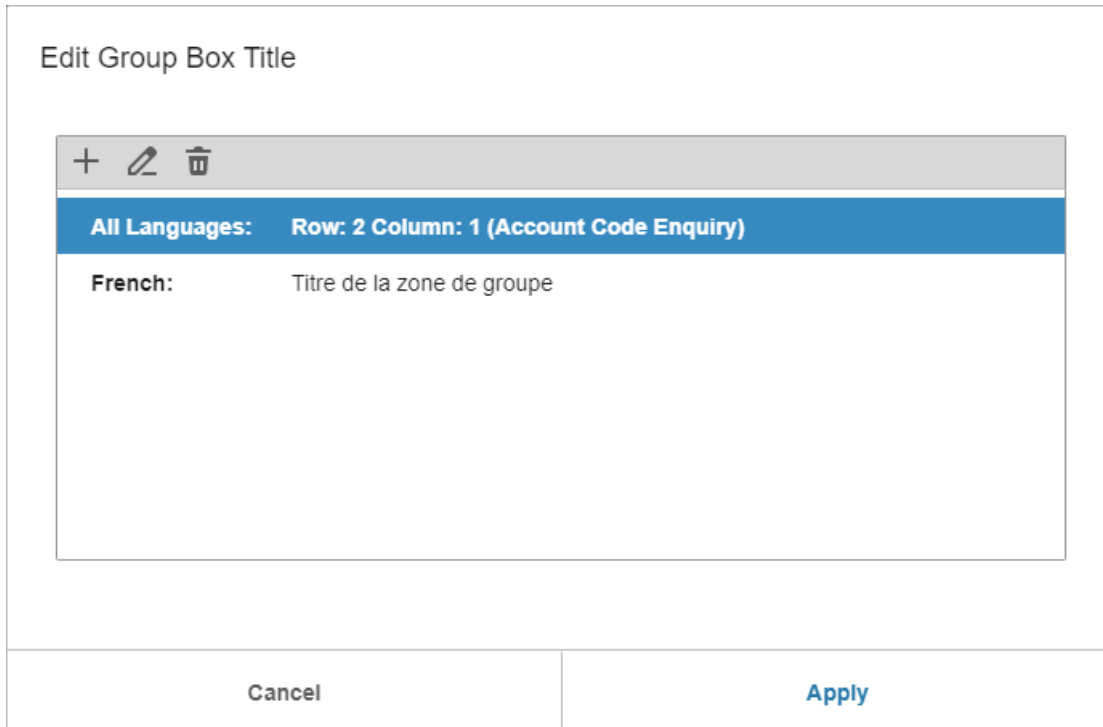 Edit Group Box Title
All Languages: Row: 2 Column: 1 (Account Code Enquiry)
French: Titre de la zone de groupe
Cancel Apply